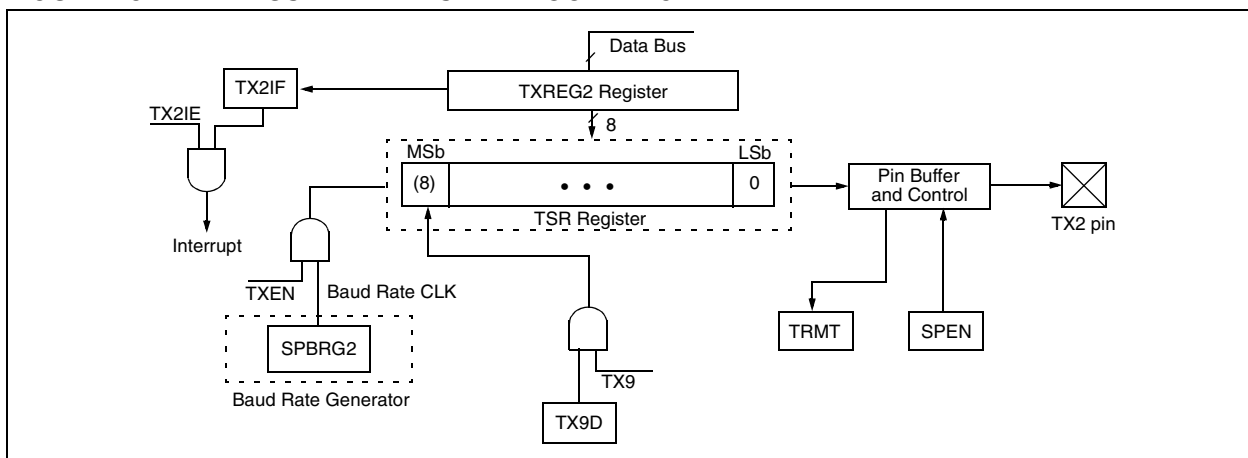 Data Bus
TX2IF
TXREG2 Register
TX2IE
8
MSb
LSb
(8)
• • •
0
Pin Buffer
and Control
TSR Register
TX2 pin
Interrupt
TXEN
Baud Rate CLK
TRMT
SPEN
SPBRG2
TX9
Baud Rate Generator
TX9D